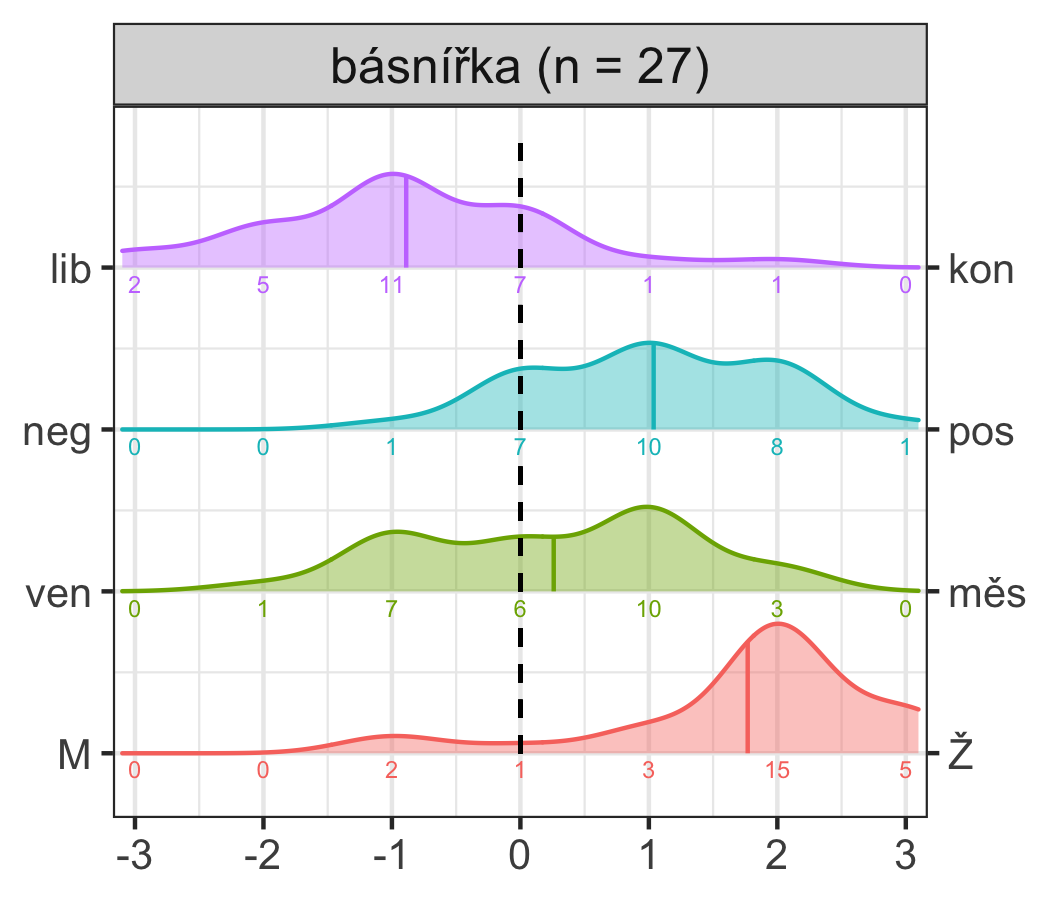 básnířka (n = 27)
lib kon
2 5 11 7 1 1 0
neg pos
0 0 1 7 10 8 1
ven měs
0 1 7 6 10 3 0
M Ž
0 0 2 1 3 15 5
-3 -2 -1 0 1 2 3